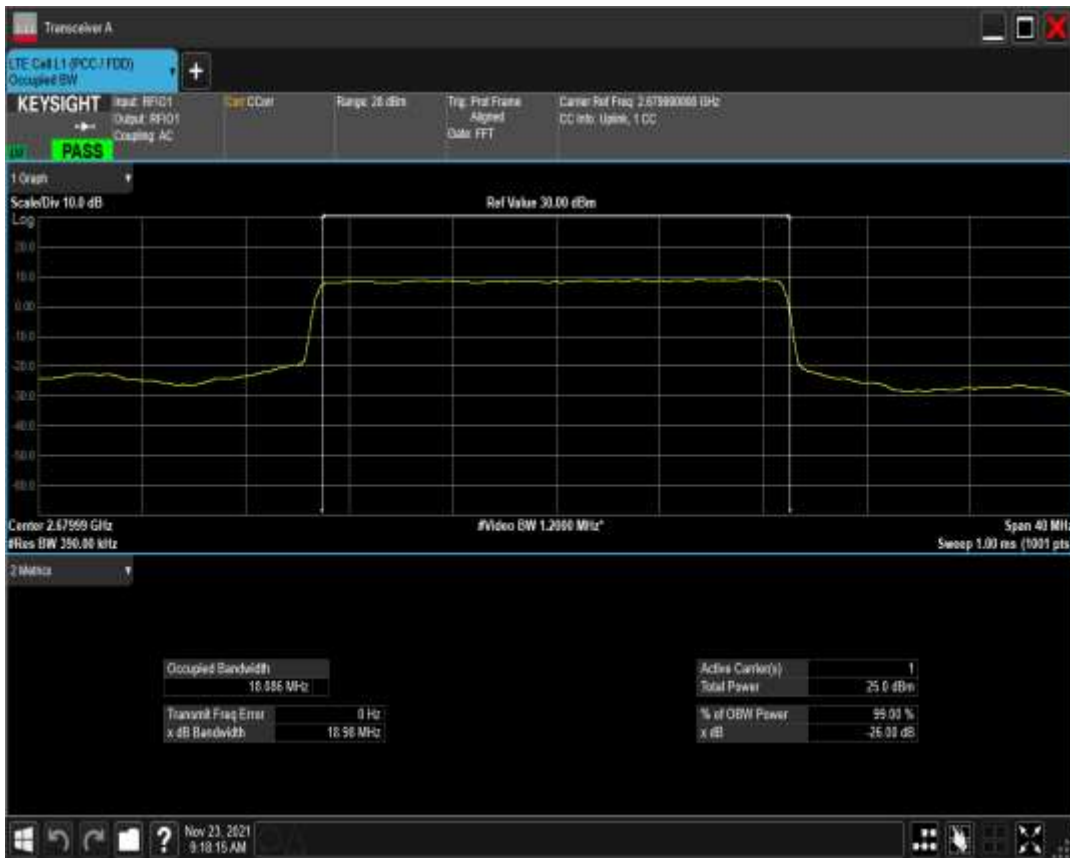 Transceiver A
LTE Cell L1 (PCC / FDD)
Occupied BW
KEYSIGHT
Input: RFIO1
Output: RFIO1
Coupling: AC
Corr CCorr
Range: 28 dBm
Trig: Prd Frame
Aligned
Gate: FFT
Carrier Ref Freq: 2.679990000 GHz
CC Info: Uplink, 1 CC
PASS
1 Graph
Scale/Div 10.0 dB
Ref Value 30.00 dBm
Log
20.0
10.0
0.00
-10.0
-20.0
-30.0
-40.0
-50.0
-60.0
Center 2.67999 GHz
#Video BW 1.2000 MHz*
Span 40 MHz
#Res BW 390.00 kHz
Sweep 1.00 ms (1001 pts
2 Metrics
Occupied Bandwidth
18.086 MHz
Transmit Freq Error 0 Hz
x dB Bandwidth 18.98 MHz
Active Carrier(s) 1
Total Power 25.0 dBm
% of OBW Power 99.00 %
x dB -26.00 dB
Nov 23, 2021
9:18:15 AM